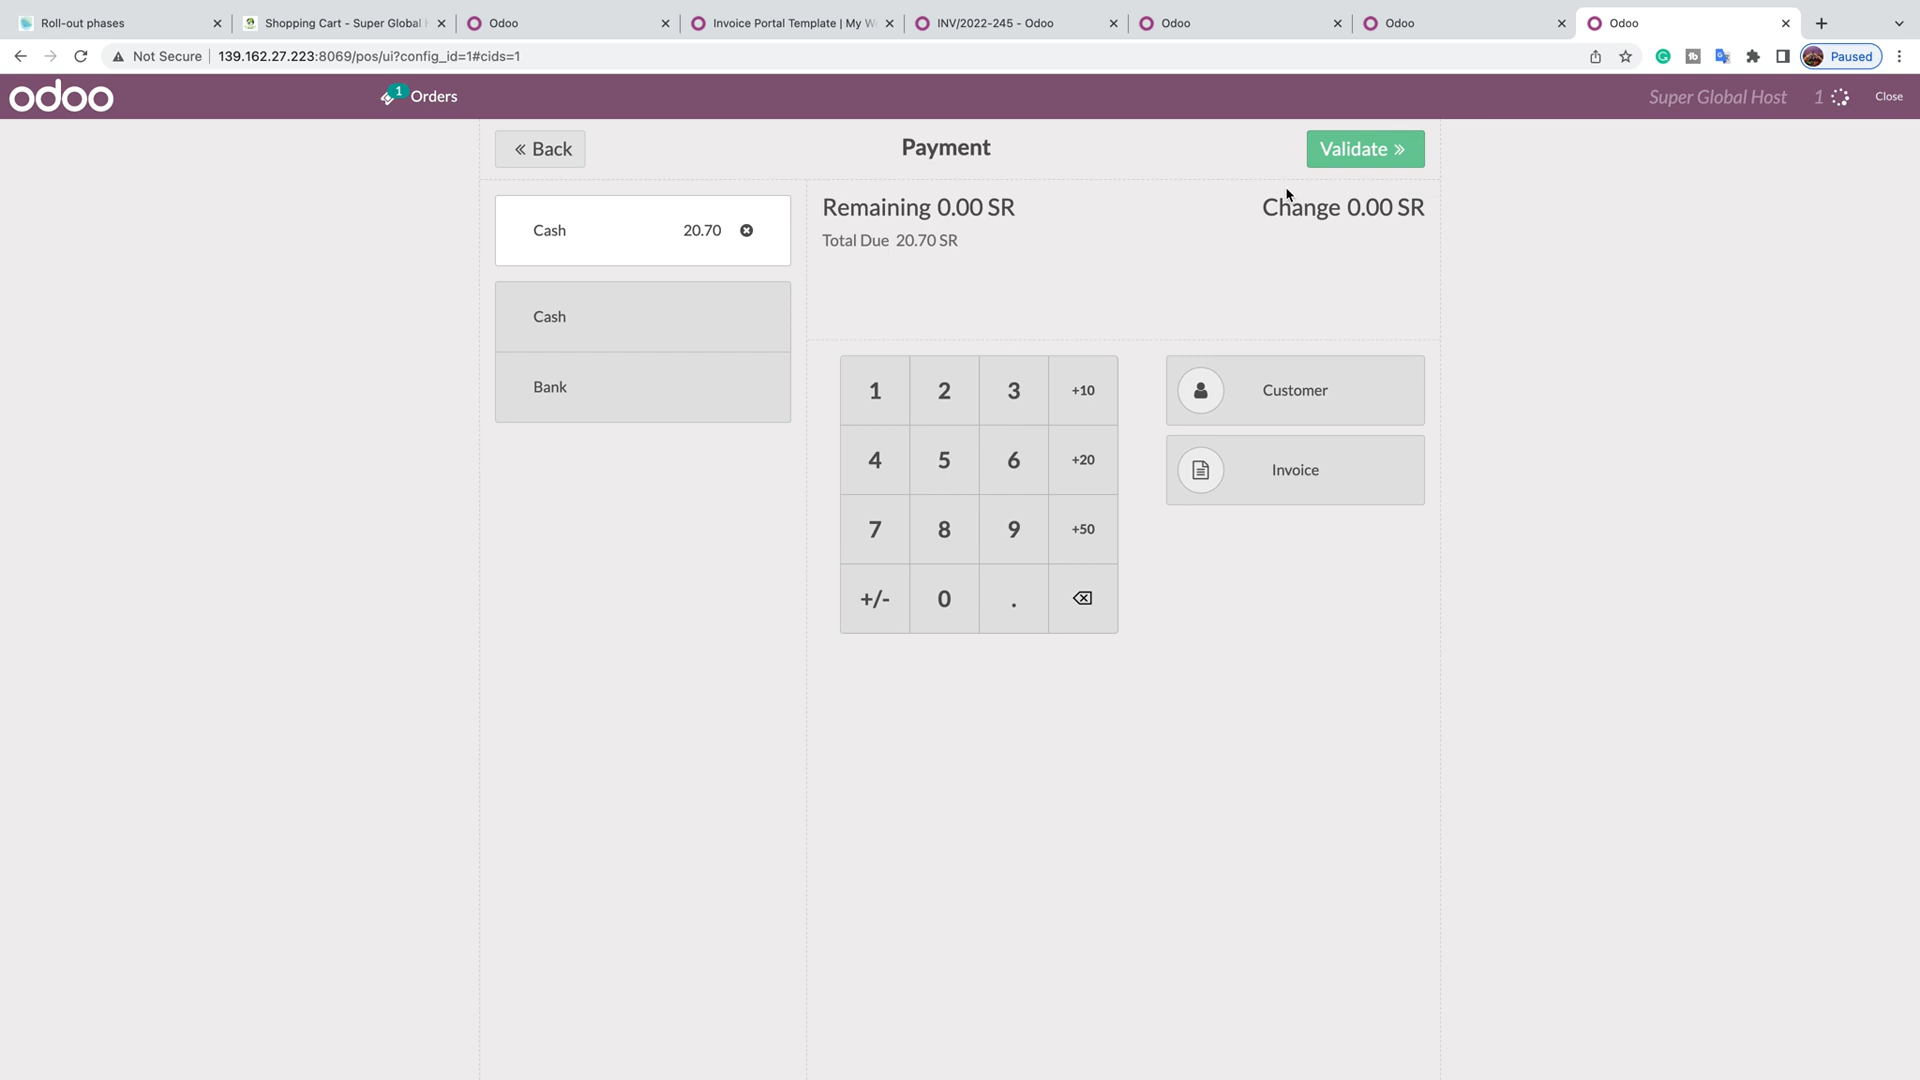 Roll-out phases
Shopping Cart - Super Global
Odoo
Invoice Portal Template | My W
INV/2022-245 - Odoo
Odoo
Odoo
Odoo
Not Secure
139.162.27.223:8069/pos/ui?config_id=1#cids=1
Paused
odoo
1
Orders
Super Global Host
1
Close
« Back
Payment
Validate »
Cash 20.70
Remaining 0.00 SR
Change 0.00 SR
Total Due 20.70 SR
Cash
Bank
1 2 3 +10
4 5 6 +20
7 8 9 +50
+/- 0 .
Customer
Invoice